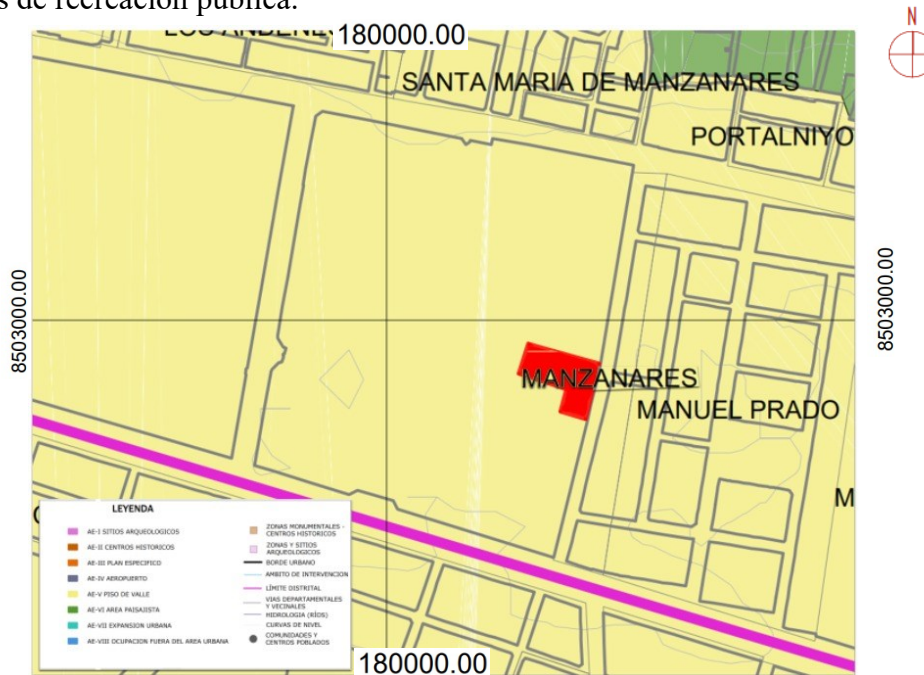 s de recreación pública.
N
180000.00
SANTA MARIA DE MANZANARES
PORTALNIYO
8503000.00
8503000.00
MANZANARES
MANUEL PRADO
M
LEYENDA
AE-I SITIOS ARQUEOLOGICOS
AE-II CENTROS HISTORICOS
AE-III PLAN ESPECIFICO
AE-IV AEROPUERTO
AE-V PISO DE VALLE
AE-VI AREA PAISAJISTA
AE-VII EXPANSION URBANA
AE-VIII OCUPACION FUERA DEL AREA URBANA
ZONAS MONUMENTALES -
CENTROS HISTORICOS
ZONAS Y SITIOS
ARQUEOLOGICOS
BORDE URBANO
AMBITO DE INTERVENCION
LÍMITE DISTRITAL
VIAS DEPARTAMENTALES
Y VECINALES
HIDROLOGIA (RÍOS)
CURVAS DE NIVEL
COMUNIDADES Y
CENTROS POBLADOS
180000.00